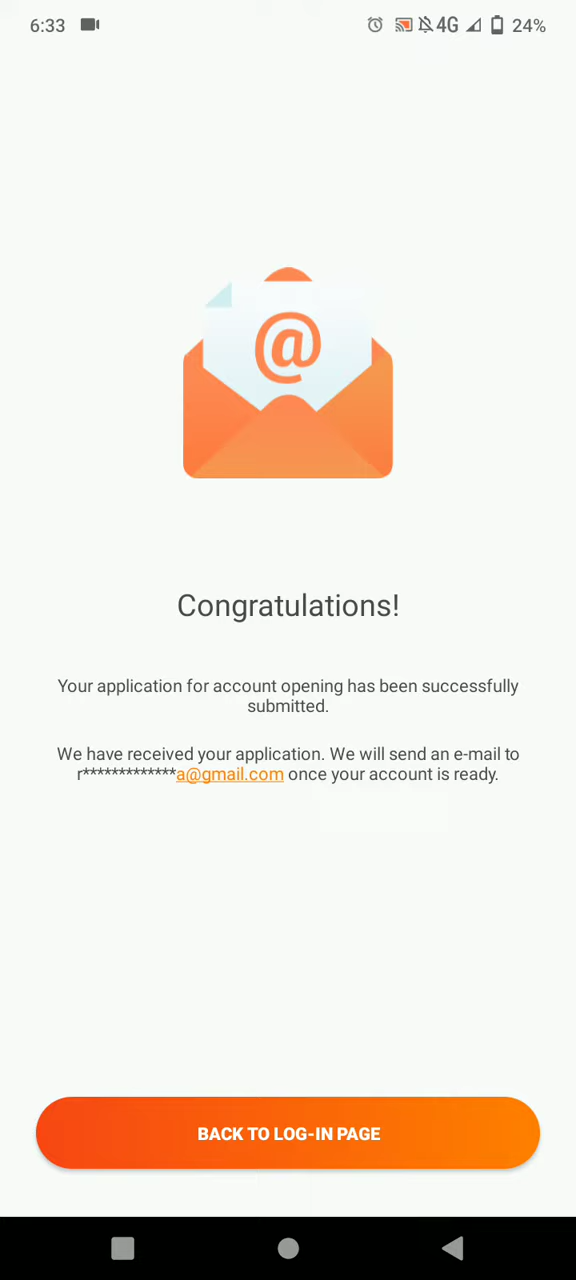 6:33 4G 24%
@
Congratulations!
Your application for account opening has been successfully
submitted.
We have received your application. We will send an e-mail to
r*************a@gmail.com once your account is ready.
BACK TO LOG-IN PAGE